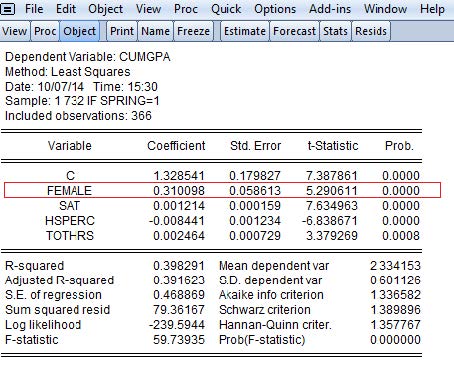 File Edit Object View Proc Quick Options Add-ins Window Help
View Proc Object Print Name Freeze Estimate Forecast Stats Resids
Dependent Variable: CUMGPA
Method: Least Squares
Date: 10/07/14 Time: 15:30
Sample: 1 732 IF SPRING=1
Included observations: 366
Variable Coefficient Std. Error t-Statistic Prob.
C 1.328541 0.179827 7.387861 0.0000
FEMALE 0.310098 0.058613 5.290611 0.0000
SAT 0.001214 0.000159 7.634963 0.0000
HSPERC -0.008441 0.001234 -6.838671 0.0000
TOTHRS 0.002464 0.000729 3.379269 0.0008
R-squared 0.398291 Mean dependent var 2.334153
Adjusted R-squared 0.391623 S.D. dependent var 0.601126
S.E. of regression 0.468869 Akaike info criterion 1.336582
Sum squared resid 79.36167 Schwarz criterion 1.389896
Log likelihood -239.5944 Hannan-Quinn criter. 1.357767
F-statistic 59.73935 Prob(F-statistic) 0.000000